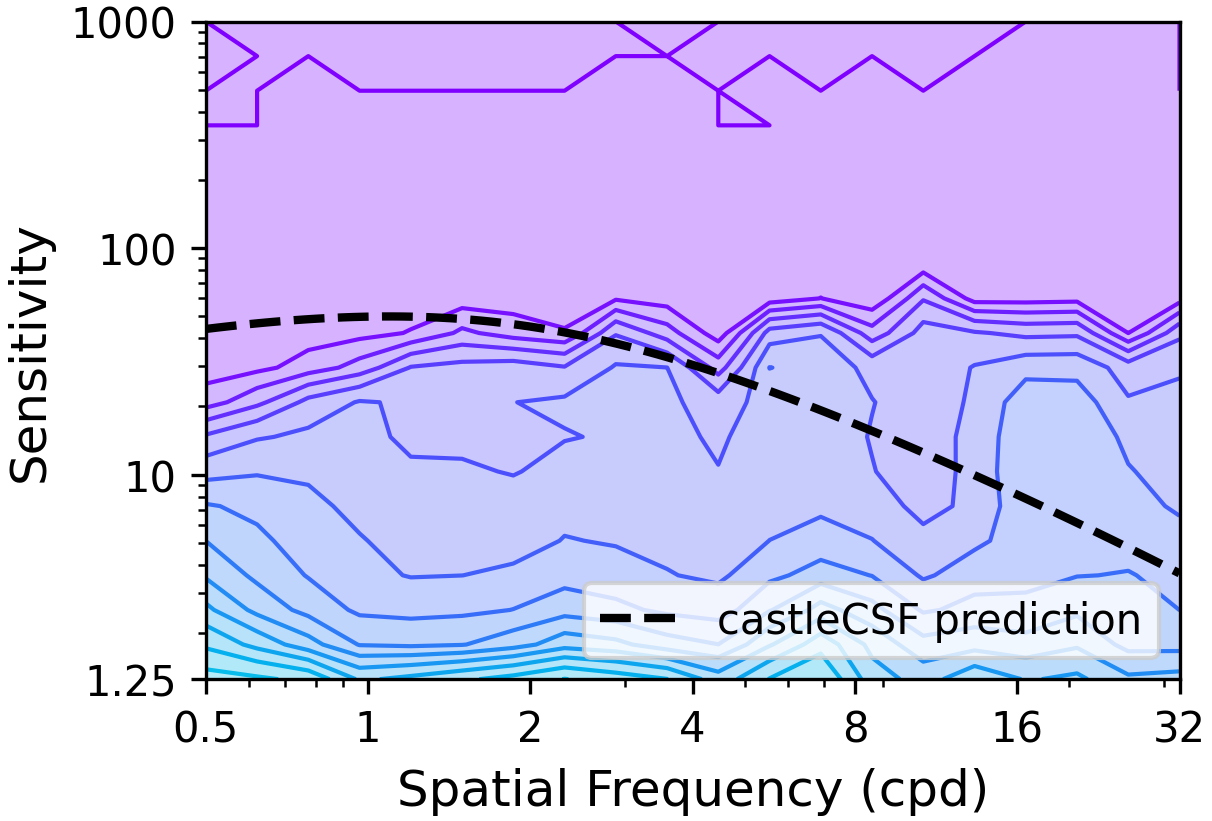 1000
100
10
1.25
Sensitivity
castleCSF prediction
0.5 1 2 4 8 16 32
Spatial Frequency (cpd)